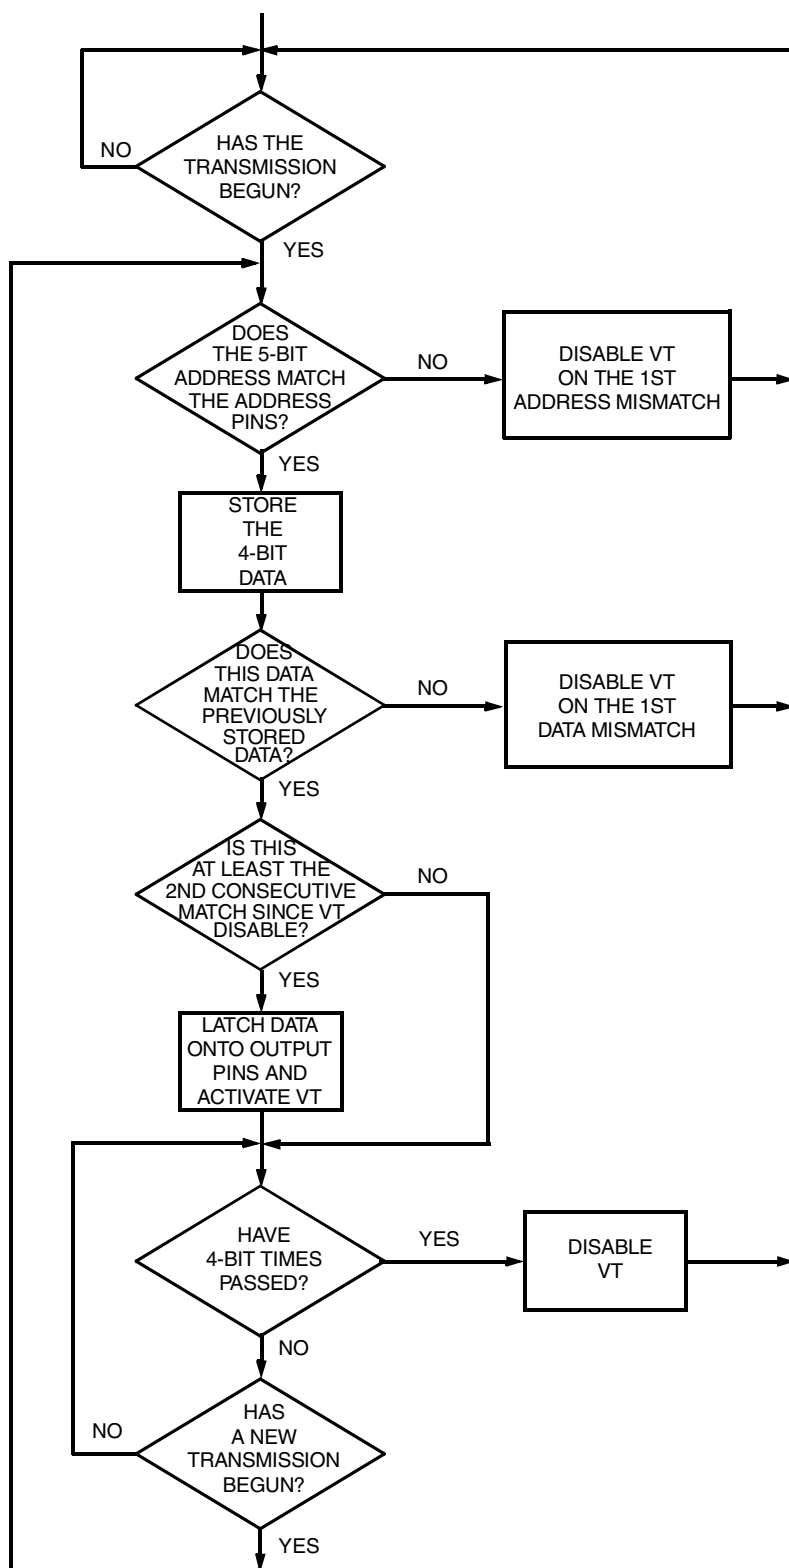 HAS THE
TRANSMISSION
BEGUN?
NO
YES
DOES
THE 5-BIT
ADDRESS MATCH
THE ADDRESS
PINS?
NO
DISABLE VT
ON THE 1ST
ADDRESS MISMATCH
YES
STORE
THE
4-BIT
DATA
DOES
THIS DATA
MATCH THE
PREVIOUSLY
STORED
DATA?
NO
DISABLE VT
ON THE 1ST
DATA MISMATCH
YES
IS THIS
AT LEAST THE
2ND CONSECUTIVE
MATCH SINCE VT
DISABLE?
NO
YES
LATCH DATA
ONTO OUTPUT
PINS AND
ACTIVATE VT
HAVE
4-BIT TIMES
PASSED?
YES
DISABLE
VT
NO
HAS
A NEW
TRANSMISSION
BEGUN?
NO
YES